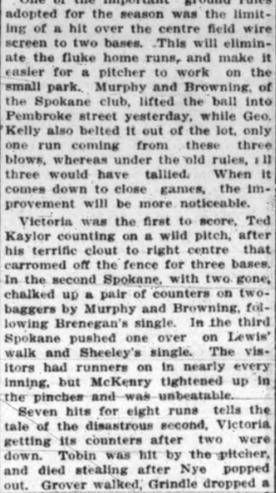 One of the important ground rules
adopted for the season was the limit-
ing of a hit over the centre field wire
screen to two bases. This will elimin-
ate the fluke home runs, and make it
easier for a pitcher to work on the
small park. Murphy and Browning, of
the Spokane club, lifted the ball into
Pembroke street yesterday, while Geo.
Kelly also belted it out of the lot, only
one run coming from these three
blows, whereas under the old rules, all
three would have tallied. When it
comes down to close games, the im-
provement will be more noticeable.
Victoria was the first to score, Ted
Kaylor counting on a wild pitch, after
his terrific clout to right centre that
caromed off the fence for three bases.
In the second Spokane, with two gone,
chalked up a pair of counters on two-
baggers by Murphy and Browning, fol-
lowing Brenegan's single. In the third
Spokane pushed one over on Lewis'
walk and Sheeley's single. The vis-
itors had runners on in nearly every
inning, but McKenry tightened up in
the pinches and was unbeatable.
Seven hits for eight runs tells the
tale of the disastrous second, Victoria
getting its counters after two were
down. Tobin was hit by the pitcher,
and died stealing after Nye popped
out. Grover walked, Grindle dropped a